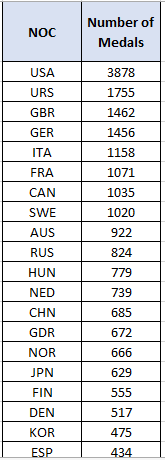 NOC Number of
Medals
USA 3878
URS 1755
GBR 1462
GER 1456
ITA 1158
FRA 1071
CAN 1035
SWE 1020
AUS 922
RUS 824
HUN 779
NED 739
CHN 685
GDR 672
NOR 666
JPN 629
FIN 555
DEN 517
KOR 475
ESP 434